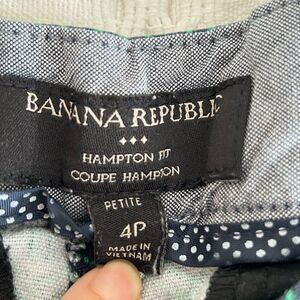 BANANA REPUBLIC
HAMPTON FIT
COUPE HAMPTON
PETITE
4P
MADE IN
VIETNAM